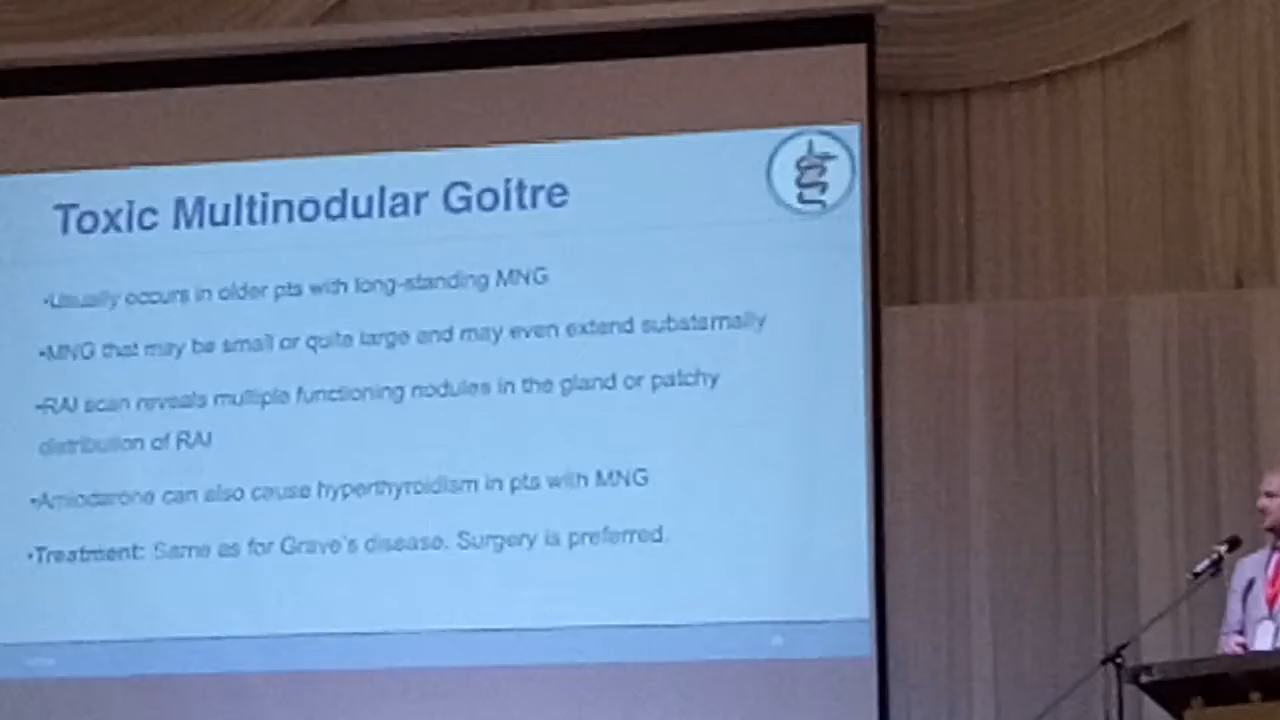 Toxic Multinodular Goitre
•Usually occurs in older pts with long-standing MNG
•MNG that may be small or quite large and may even extend substernally
•RAI scan reveals multiple functioning nodules in the gland or patchy
distribution of RAI
•Amiodarone can also cause hyperthyroidism in pts with MNG
•Treatment: Same as for Grave's disease. Surgery is preferred.